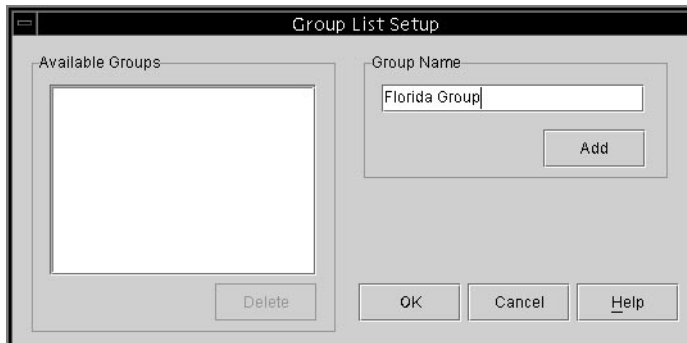 Group List Setup
Available Groups
Group Name
Florida Group
Add
Delete
OK
Cancel
Help